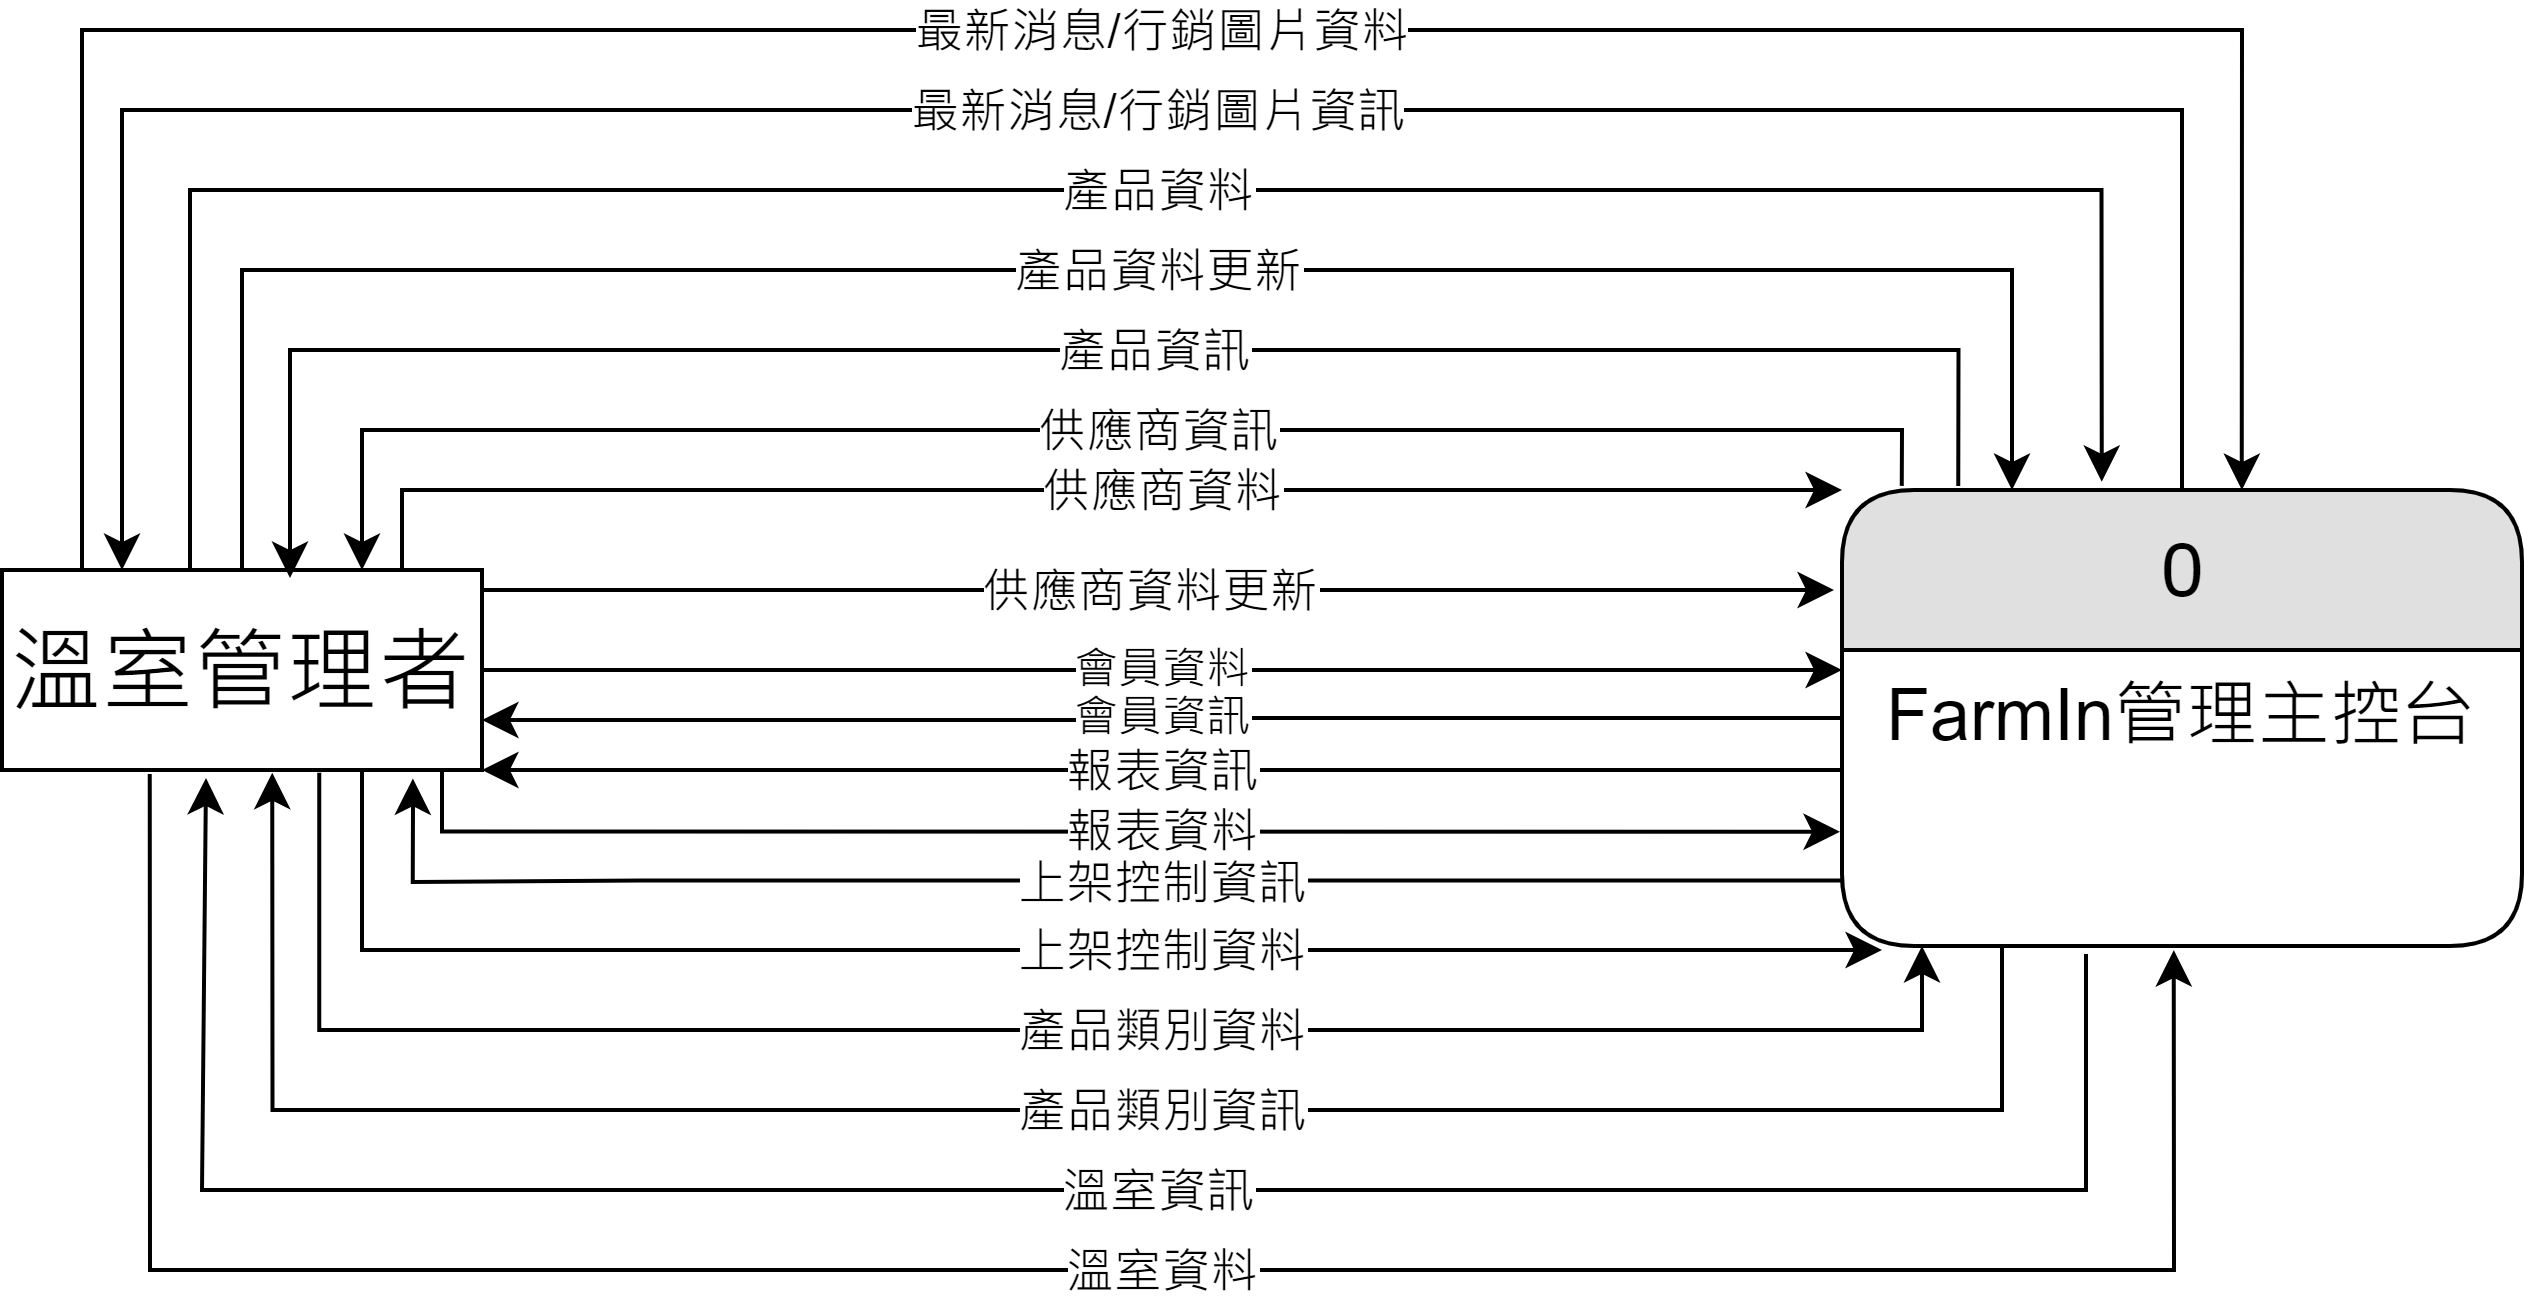 最新消息/行銷圖片資料
最新消息/行銷圖片資訊
產品資料
產品資料更新
產品資訊
供應商資訊
供應商資料
供應商資料更新
0
溫室管理者
會員資料
會員資訊
FarmIn管理主控台
報表資訊
報表資料
上架控制資訊
上架控制資料
產品類別資料
產品類別資訊
溫室資訊
溫室資料